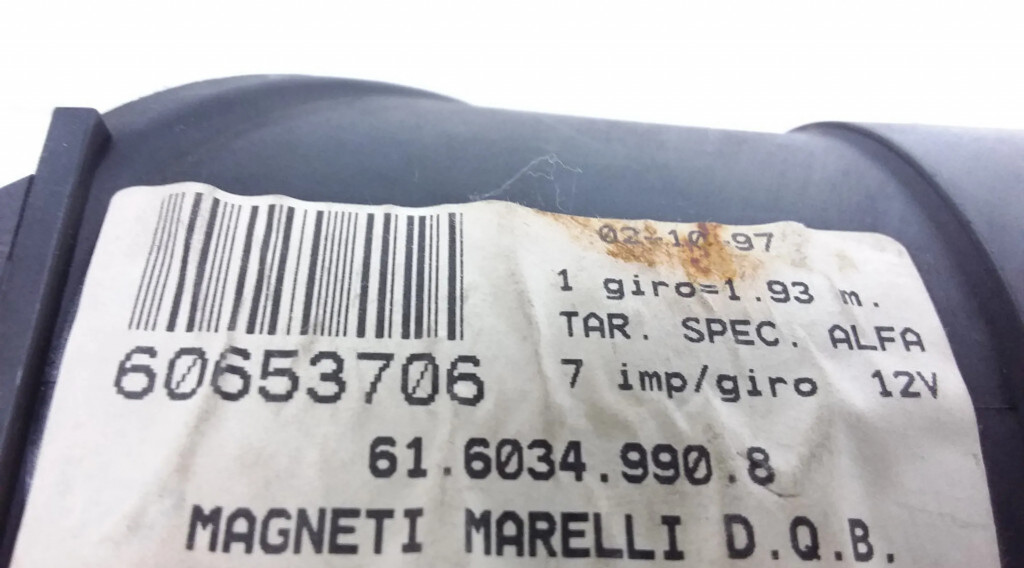 02-10-97
1 giro=1.93 m.
TAR. SPEC. ALFA
7 imp/giro 12V
60653706
61.6034.990.8
MAGNETI MARELLI D.Q.B.